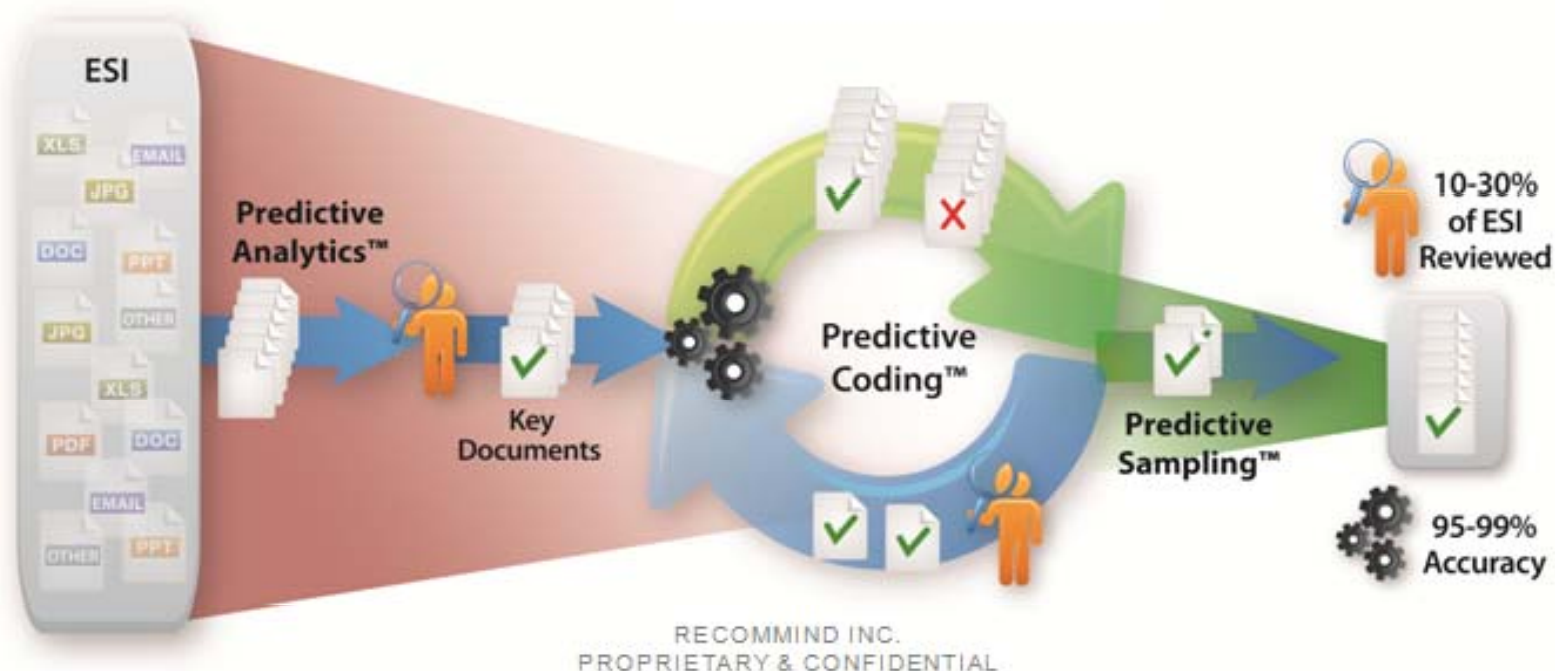 ESI
XLS
EMAIL
JPG
DOC
PPT
JPG
OTHER
XLS
PDF
DOC
EMAIL
OTHER
PPT
Predictive
Analytics™
Key
Documents
Predictive
Coding™
Predictive
Sampling™
10-30%
of ESI
Reviewed
95-99%
Accuracy
RECOMMIND INC.
PROPRIETARY & CONFIDENTIAL